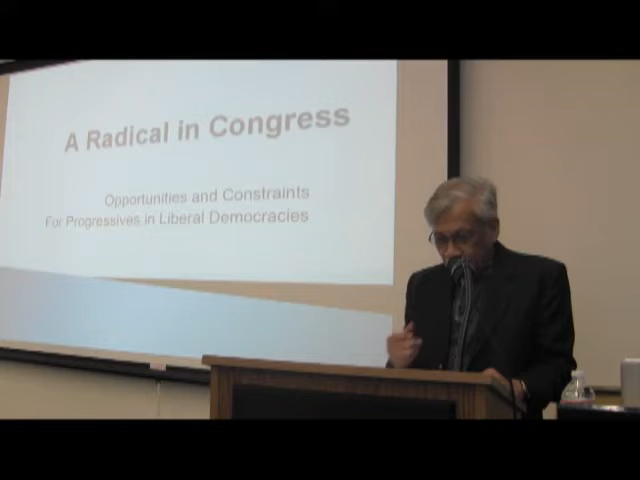 A Radical in Congress
Opportunities and Constraints
For Progressives in Liberal Democracies